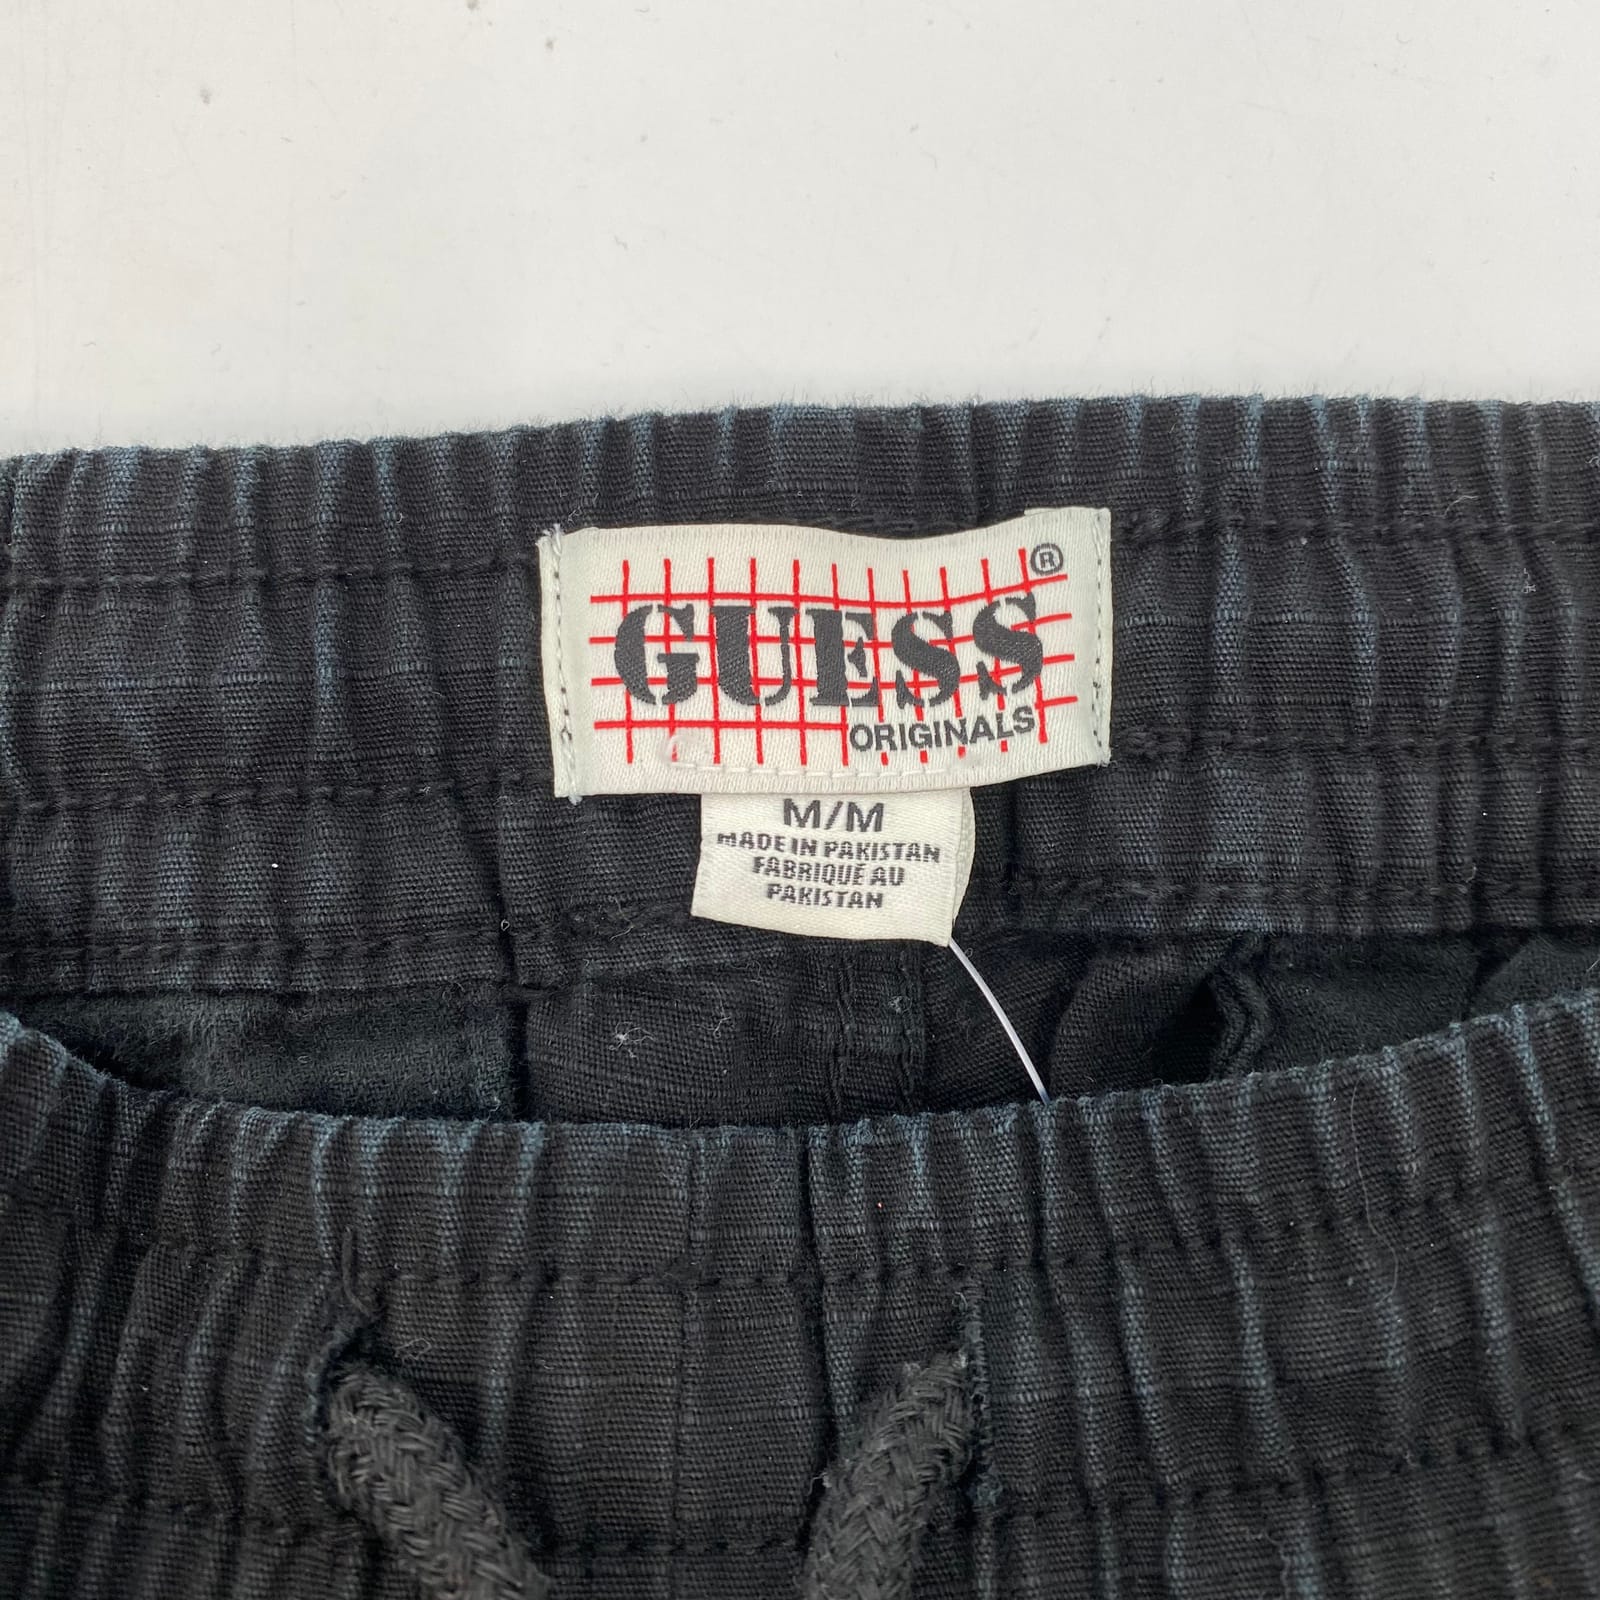 GUESS®
ORIGINALS
M/M
MADE IN PAKISTAN
FABRIQUÉ AU
PAKISTAN